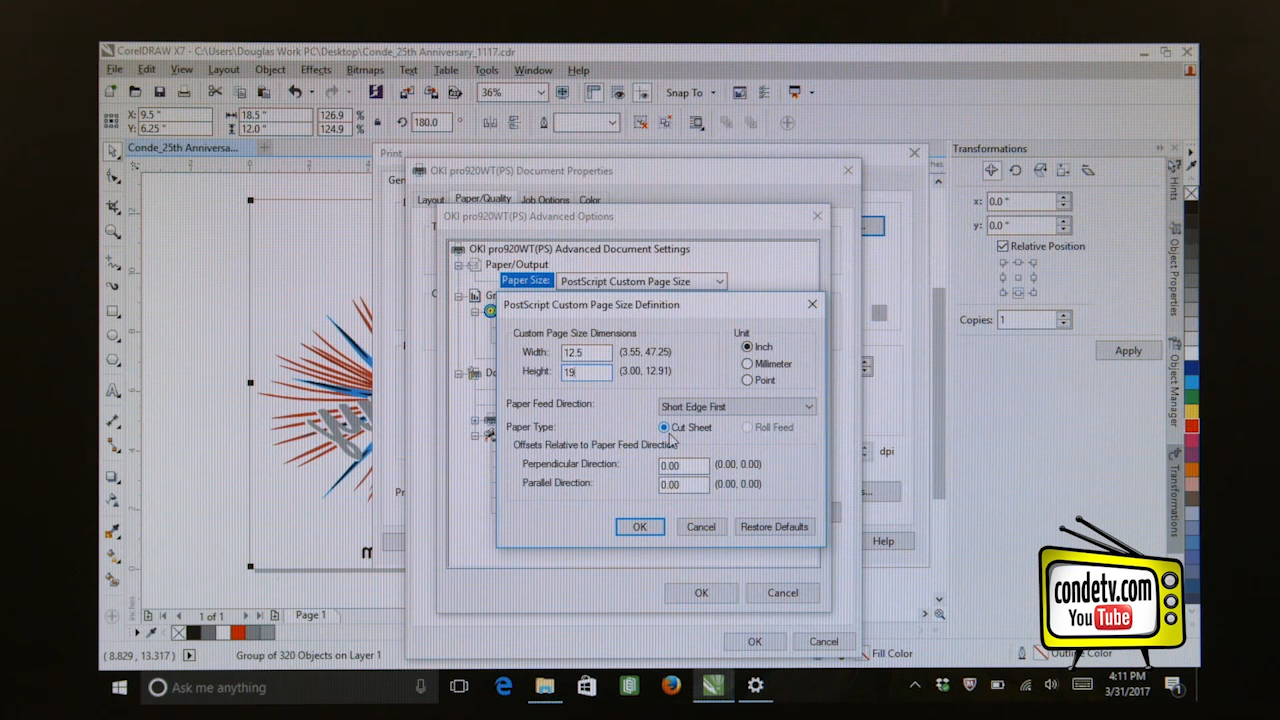 CorelDRAW X7 - C:\Users\Douglas Work PC\Desktop\Conde_25th Anniversary_1117.cdr
File Edit View Layout Object Effects Bitmaps Text Table Tools Window Help
36% Snap To
X: 9.5 " 18.5 " 126.9 %
Y: 6.25 " 12.0 " 124.9 % 180.0 °
Conde_25th Anniversa...
Print
OKI pro920WT(PS) Document Properties
Layout Paper/Quality Job Options Color
OKI pro920WT(PS) Advanced Options
OKI pro920WT(PS) Advanced Document Settings
Paper/Output
Paper Size: PostScript Custom Page Size
PostScript Custom Page Size Definition
Custom Page Size Dimensions
Width: 12.5 (3.55, 47.25)
Height: 19 (3.00, 12.91)
Unit
Inch
Millimeter
Point
Paper Feed Direction: Short Edge First
Paper Type: Cut Sheet Roll Feed
Offsets Relative to Paper Feed Direction
Perpendicular Direction: 0.00 (0.00, 0.00)
Parallel Direction: 0.00 (0.00, 0.00)
OK Cancel Restore Defaults
dpi
Help
OK Cancel
OK Cancel
Transformations
x: 0.0 "
y: 0.0 "
Relative Position
Copies: 1
Apply
Hints
Object Properties
Object Manager
Transformations
1 of 1 Page 1
( 8.829 , 13.317 ) Group of 320 Objects on Layer 1
Fill Color
Outline Color
condetv.com
YouTube
Ask me anything
4:11 PM
3/31/2017